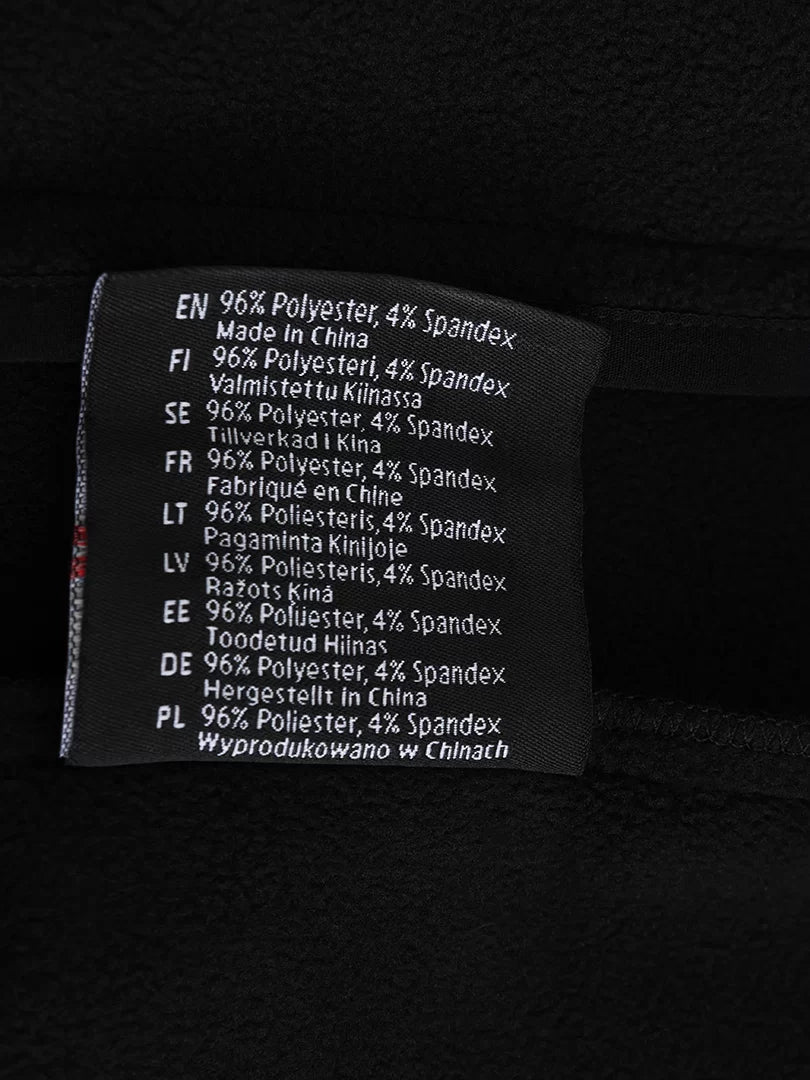 EN 96% Polyester, 4% Spandex
Made in China
FI 96% Polyesteri, 4% Spandex
Valmistettu Kiinassa
SE 96% Polyester, 4% Spandex
Tillverkad i Kina
FR 96% Polyester, 4% Spandex
Fabriqué en Chine
LT 96% Poliesteris, 4% Spandex
Pagaminta Kinijoje
LV 96% Poliesteris, 4% Spandex
Ražots Ķīnā
EE 96% Polüester, 4% Spandex
Toodetud Hiinas
DE 96% Polyester, 4% Spandex
Hergestellt in China
PL 96% Poliester, 4% Spandex
Wyprodukowano w Chinach